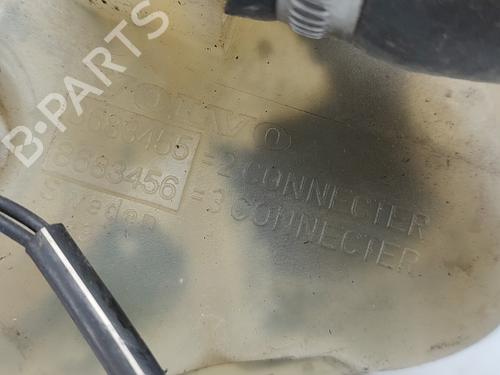 B-PARTS
VOLVO
8683455 =2 CONNECTER
8683456 =3 CONNECTER
Sweden